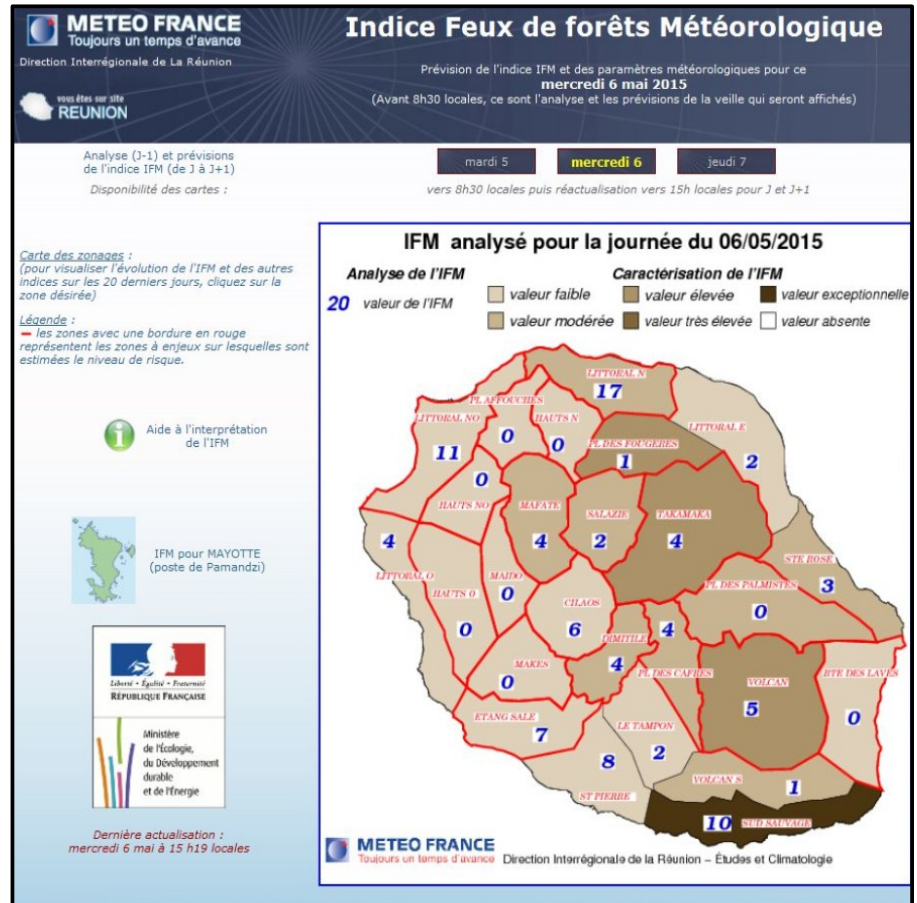 METEO FRANCE
Toujours un temps d'avance
Direction Interrégionale de La Réunion
vous êtes sur site
REUNION
Indice Feux de forêts Météorologique
Prévision de l'indice IFM et des paramètres météorologiques pour ce
mercredi 6 mai 2015
(Avant 8h30 locales, ce sont l'analyse et les prévisions de la veille qui seront affichés)
Analyse (J-1) et prévisions
de l'indice IFM (de J à J+1)
mardi 5
mercredi 6
jeudi 7
Disponibilité des cartes :
vers 8h30 locales puis réactualisation vers 15h locales pour J et J+1
Carte des zonages :
(pour visualiser l'évolution de l'IFM et des autres
indices sur les 20 derniers jours, cliquez sur la
zone désirée)
Légende :
les zones avec une bordure en rouge
représentent les zones à enjeux sur lesquelles sont
estimées le niveau de risque.
Aide à l'interprétation
de l'IFM
IFM pour MAYOTTE
(poste de Pamandzi)
Liberté • Égalité • Fraternité
RÉPUBLIQUE FRANÇAISE
Ministère
de l'Écologie,
du Développement
durable
et de l'Énergie
Dernière actualisation :
mercredi 6 mai à 15 h19 locales
IFM analysé pour la journée du 06/05/2015
Analyse de l'IFM
Caractérisation de l'IFM
20 valeur de l'IFM
valeur faible
valeur élevée
valeur exceptionnelle
valeur modérée
valeur très élevée
valeur absente
LITTORAL N
17
PL AFFOUCHES
0
HAUTS N
0
LITTORAL NO
11
PL DES FOUGERES
1
LITTORAL E
2
0
HAUTS NO
MAFATE
4
SALAZIE
2
TAKAMAKA
4
4
LITTORAL O
STE ROSE
3
HAUTS O
0
MAIDO
0
CILAOS
6
PL DES PALMISTES
0
DIMITILE
4
4
PL DES CAFRES
MAKES
0
VOLCAN
5
RTE DES LAVES
0
ETANG SALE
7
LE TAMPON
2
8
ST PIERRE
VOLCAN S
1
10
SUD SAUVAGE
METEO FRANCE
Toujours un temps d'avance
Direction Interrégionale de la Réunion – Études et Climatologie